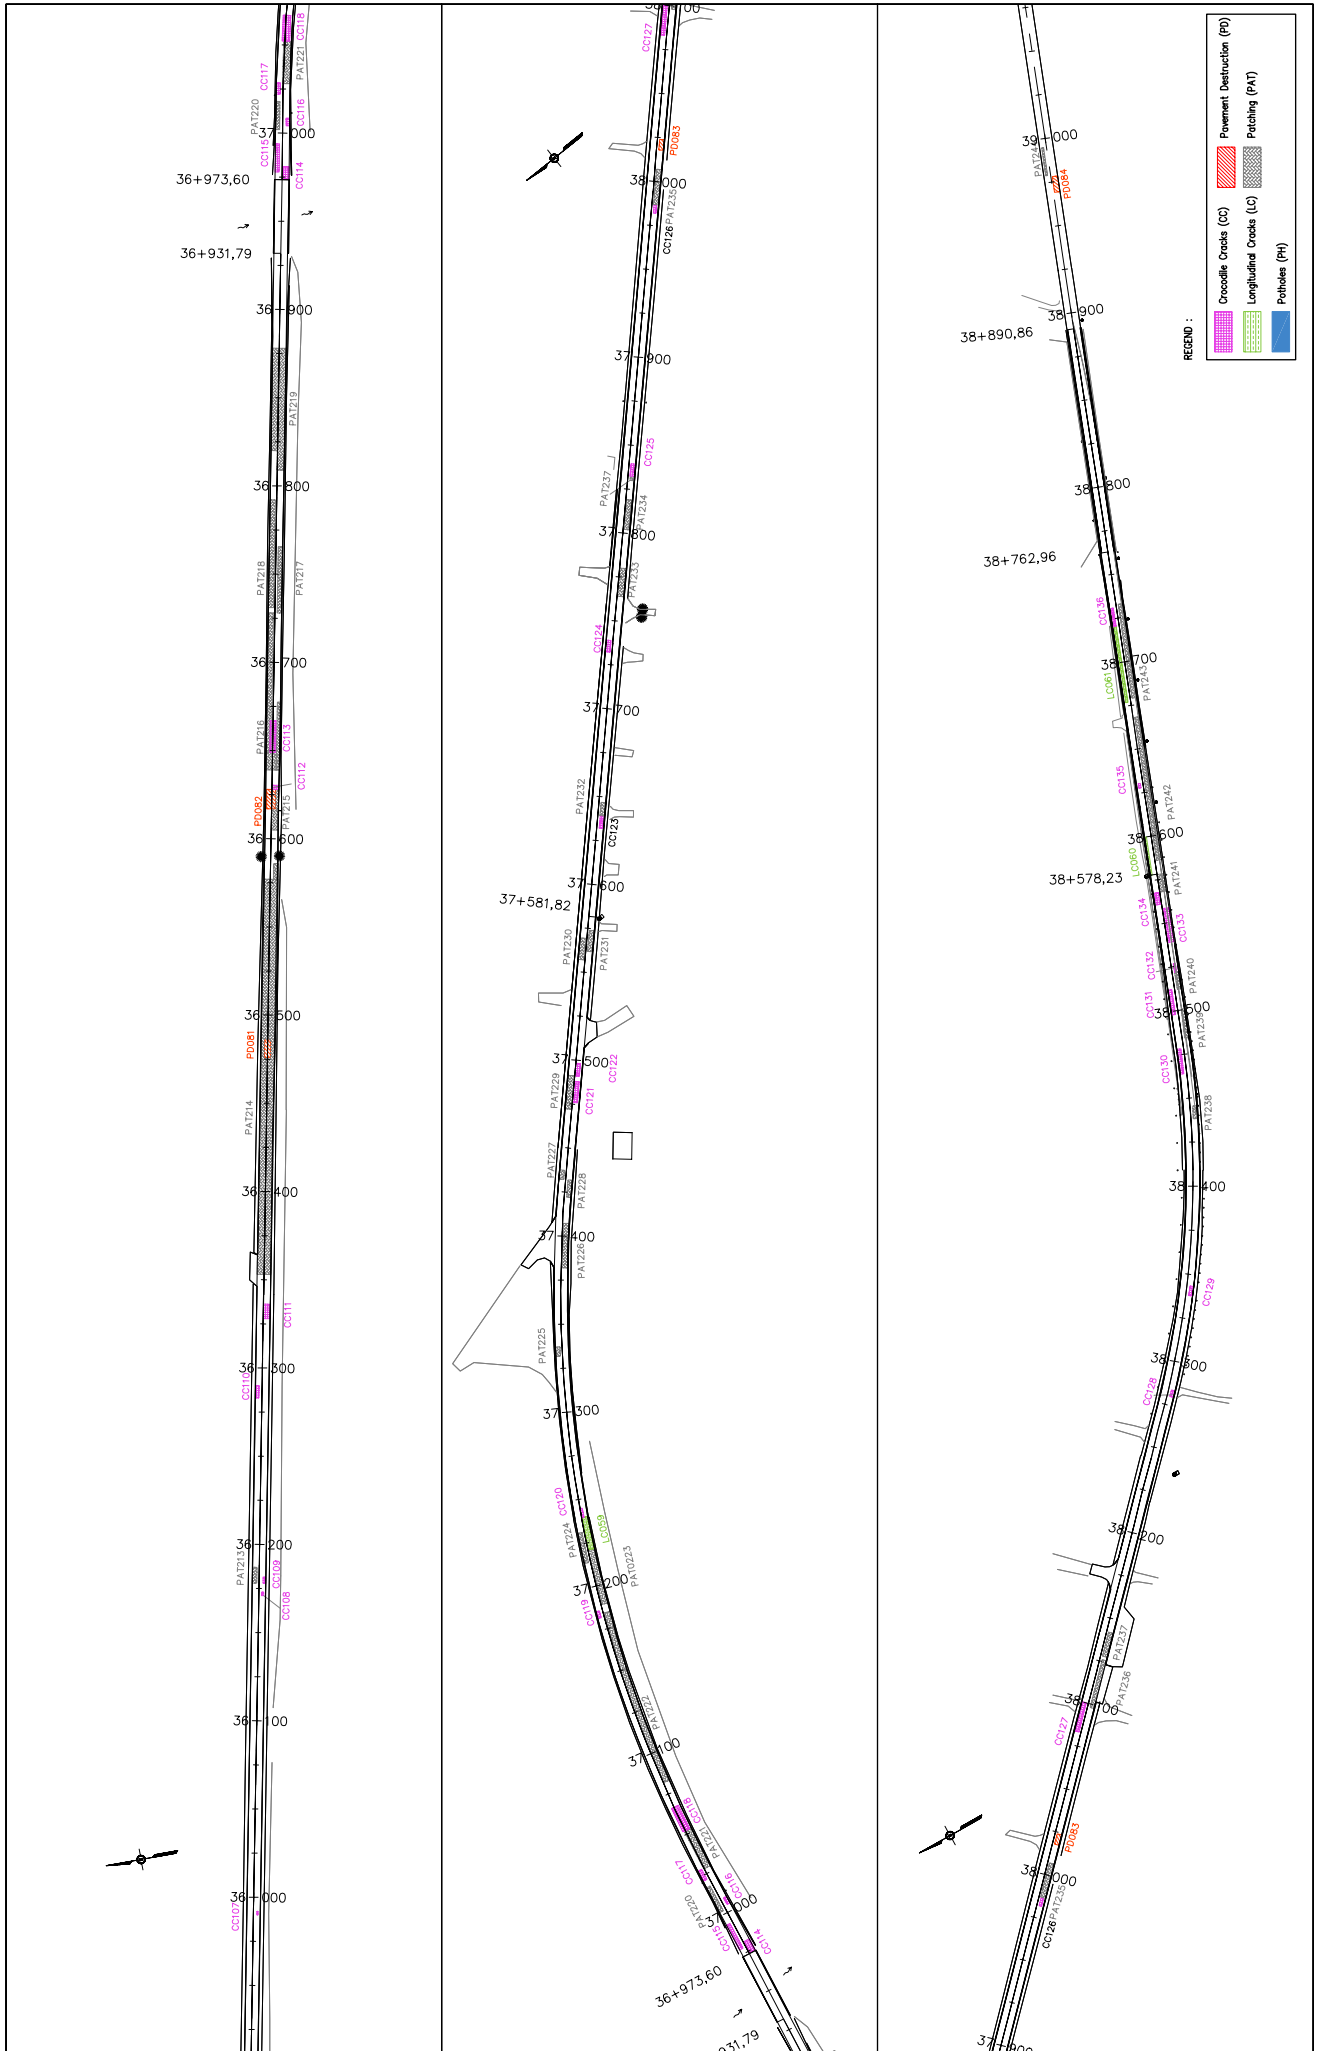 CC118
PAT221
CC117
CC116
PAT220
37+000
CC115
CC114
36+973,60
36+931,79
36+900
PAT219
36+800
PAT218
PAT217
36+700
PAT216
CC113
CC112
PD082
PAT215
36+600
36+500
PD081
PAT214
36+400
CC111
36+300
CC110
36+200
PAT213
CC109
CC108
36+100
36+000
CC107
CC127
PD083
38+000
PAT235
CC126
37+900
CC125
PAT237
PAT234
37+800
PAT233
CC124
37+700
PAT232
CC123
37+600
37+581,82
PAT230
PAT231
37+500
CC122
PAT229
CC121
PAT227
PAT228
37+400
PAT226
PAT225
37+300
CC120
PAT224
LC059
PAT0223
37+200
CC119
PAT222
37+100
CC118
PAT221
CC117
CC116
PAT220
37+000
CC115
CC114
36+973,60
931,79
39+000
PD084
38+900
38+890,86
38+800
38+762,96
CC136
38+700
LC061
PAT243
CC135
PAT242
38+600
LC060
PAT241
38+578,23
CC134
CC133
CC132
PAT240
CC131
38+500
PAT239
CC130
PAT238
38+400
CC129
38+300
CC128
38+200
PAT237
PAT236
38+100
CC127
PD083
38+000
PAT235
CC126
37+900
REGEND :
Crocodile Cracks (CC)
Longitudinal Cracks (LC)
Potholes (PH)
Pavement Destruction (PD)
Patching (PAT)